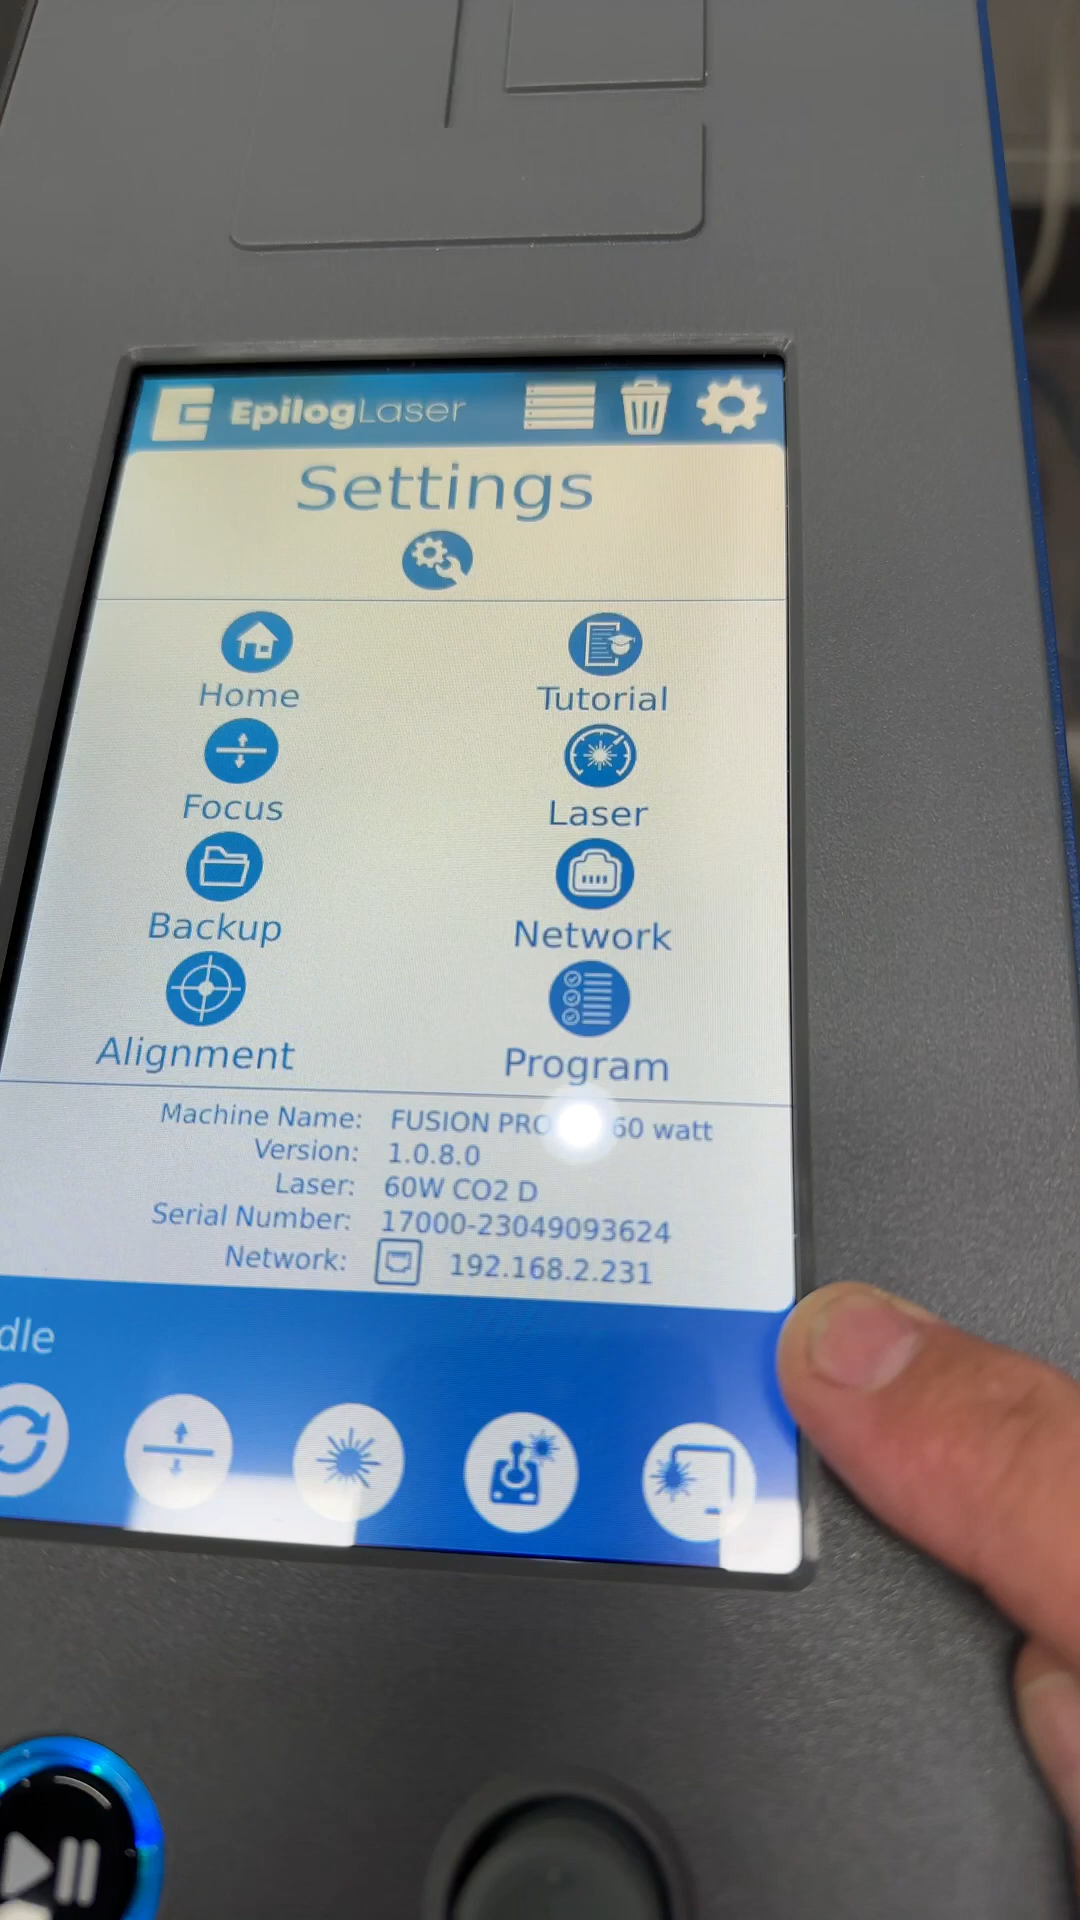 EpilogLaser
Settings
Home
Tutorial
Focus
Laser
Backup
Network
Alignment
Program
Machine Name: FUSION PRO 60 watt
Version: 1.0.8.0
Laser: 60W CO2 D
Serial Number: 17000-23049093624
Network: 192.168.2.231
dle